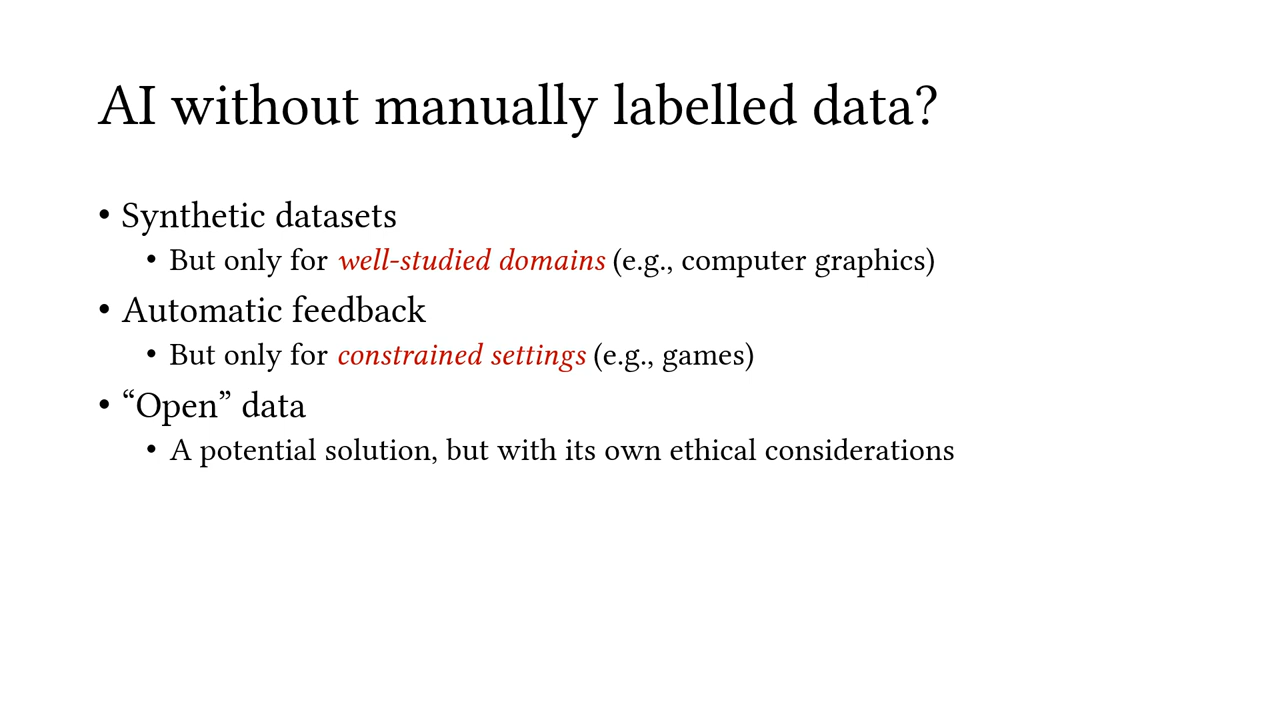 AI without manually labelled data?
• Synthetic datasets
• But only for well-studied domains (e.g., computer graphics)
• Automatic feedback
• But only for constrained settings (e.g., games)
• “Open” data
• A potential solution, but with its own ethical considerations